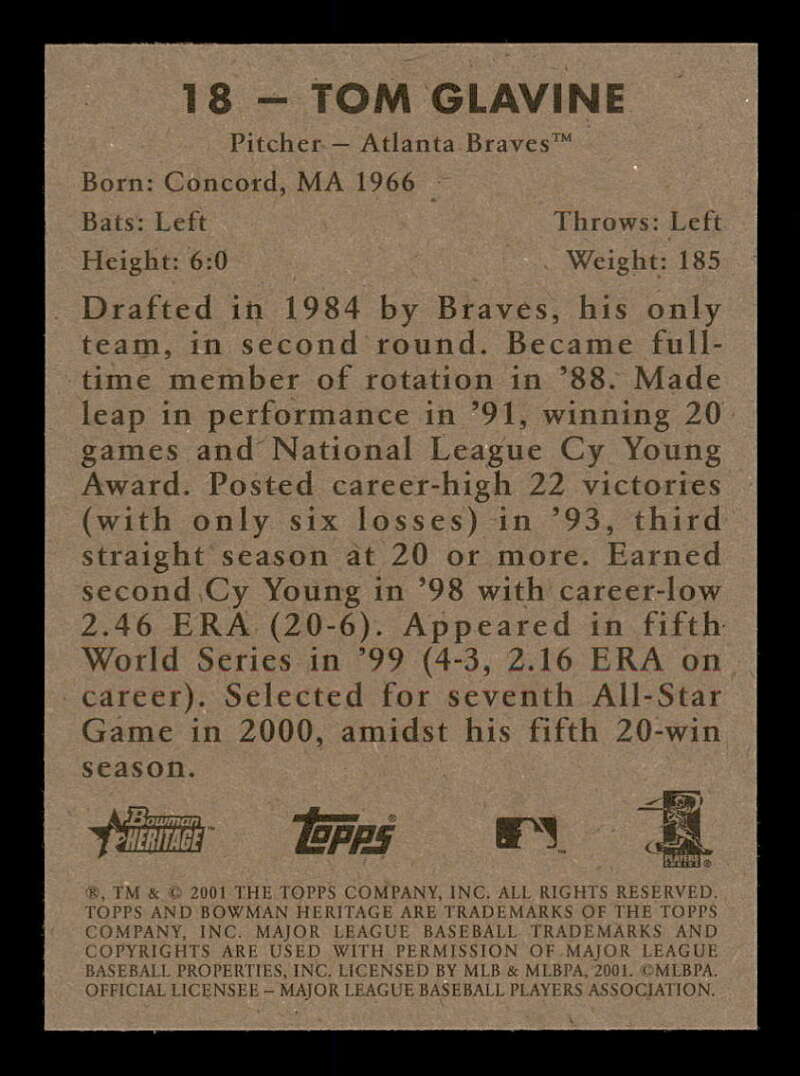 18 – TOM GLAVINE
Pitcher – Atlanta Braves™
Born: Concord, MA 1966
Bats: Left Throws: Left
Height: 6:0 Weight: 185
Drafted in 1984 by Braves, his only
team, in second round. Became full-
time member of rotation in ’88. Made
leap in performance in ’91, winning 20
games and National League Cy Young
Award. Posted career-high 22 victories
(with only six losses) in ’93, third
straight season at 20 or more. Earned
second Cy Young in ’98 with career-low
2.46 ERA (20-6). Appeared in fifth
World Series in ’99 (4-3, 2.16 ERA on
career). Selected for seventh All-Star
Game in 2000, amidst his fifth 20-win
season.
Bowman
HERITAGE™
Topps®
PLAYERS
CHOICE®
®, TM & © 2001 THE TOPPS COMPANY, INC. ALL RIGHTS RESERVED.
TOPPS AND BOWMAN HERITAGE ARE TRADEMARKS OF THE TOPPS
COMPANY, INC. MAJOR LEAGUE BASEBALL TRADEMARKS AND
COPYRIGHTS ARE USED WITH PERMISSION OF MAJOR LEAGUE
BASEBALL PROPERTIES, INC. LICENSED BY MLB & MLBPA, 2001. ©MLBPA.
OFFICIAL LICENSEE – MAJOR LEAGUE BASEBALL PLAYERS ASSOCIATION.